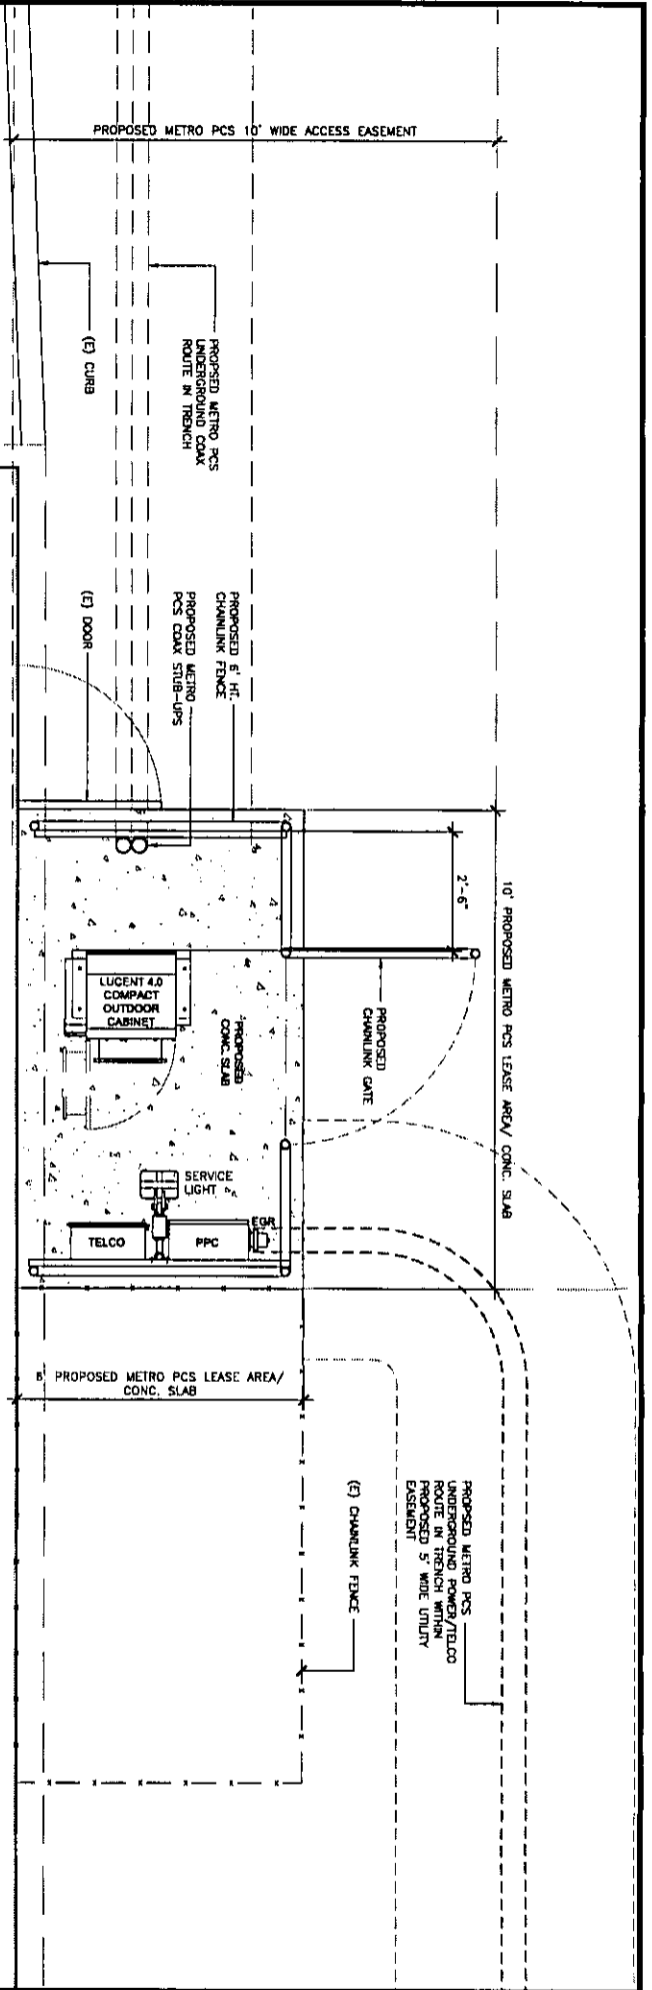 PROPOSED METRO PCS 10' WIDE ACCESS EASEMENT
(E) CURB
PROPSED METRO PCS
UNDERGROUND COAX
ROUTE IN TRENCH
(E) DOOR
PROPOSED METRO
PCS COAX STUB-UPS
PROPOSED 6' HT.
CHAINLINK FENCE
2'-6"
10' PROPOSED METRO PCS LEASE AREA/ CONC. SLAB
PROPOSED
CHAINLINK GATE
LUCENT 4.0
COMPACT
OUTDOOR
CABINET
PROPOSED
CONC. SLAB
SERVICE
LIGHT
EGR
TELCO
PPC
PROPOSED METRO PCS LEASE AREA/
CONC. SLAB
(E) CHAINLINK FENCE
PROPSED METRO PCS
UNDERGROUND POWER/TELCO
ROUTE IN TRENCH WITHIN
PROPOSED 5' WIDE UTILITY
EASEMENT